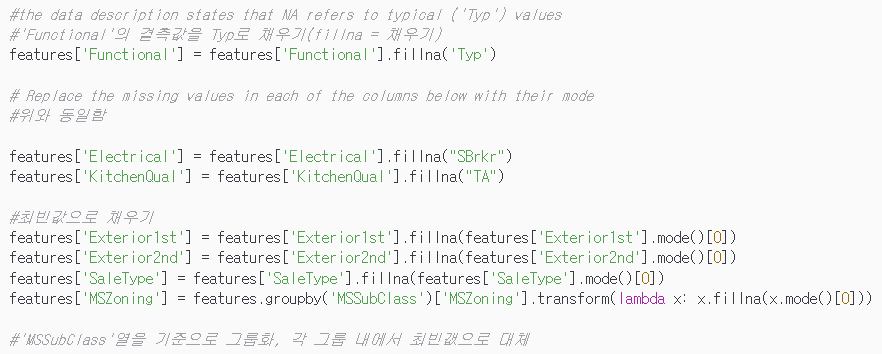 #the data description states that NA refers to typical ('Typ') values
#'Functional'의 결측값을 Typ로 채우기(fillna = 채우기)
features['Functional'] = features['Functional'].fillna('Typ')
# Replace the missing values in each of the columns below with their mode
#위와 동일함
features['Electrical'] = features['Electrical'].fillna("SBrkr")
features['KitchenQual'] = features['KitchenQual'].fillna("TA")
#최빈값으로 채우기
features['Exterior1st'] = features['Exterior1st'].fillna(features['Exterior1st'].mode()[0])
features['Exterior2nd'] = features['Exterior2nd'].fillna(features['Exterior2nd'].mode()[0])
features['SaleType'] = features['SaleType'].fillna(features['SaleType'].mode()[0])
features['MSZoning'] = features.groupby('MSSubClass')['MSZoning'].transform(lambda x: x.fillna(x.mode()[0]))
#'MSSubClass'열을 기준으로 그룹화, 각 그룹 내에서 최빈값으로 대체